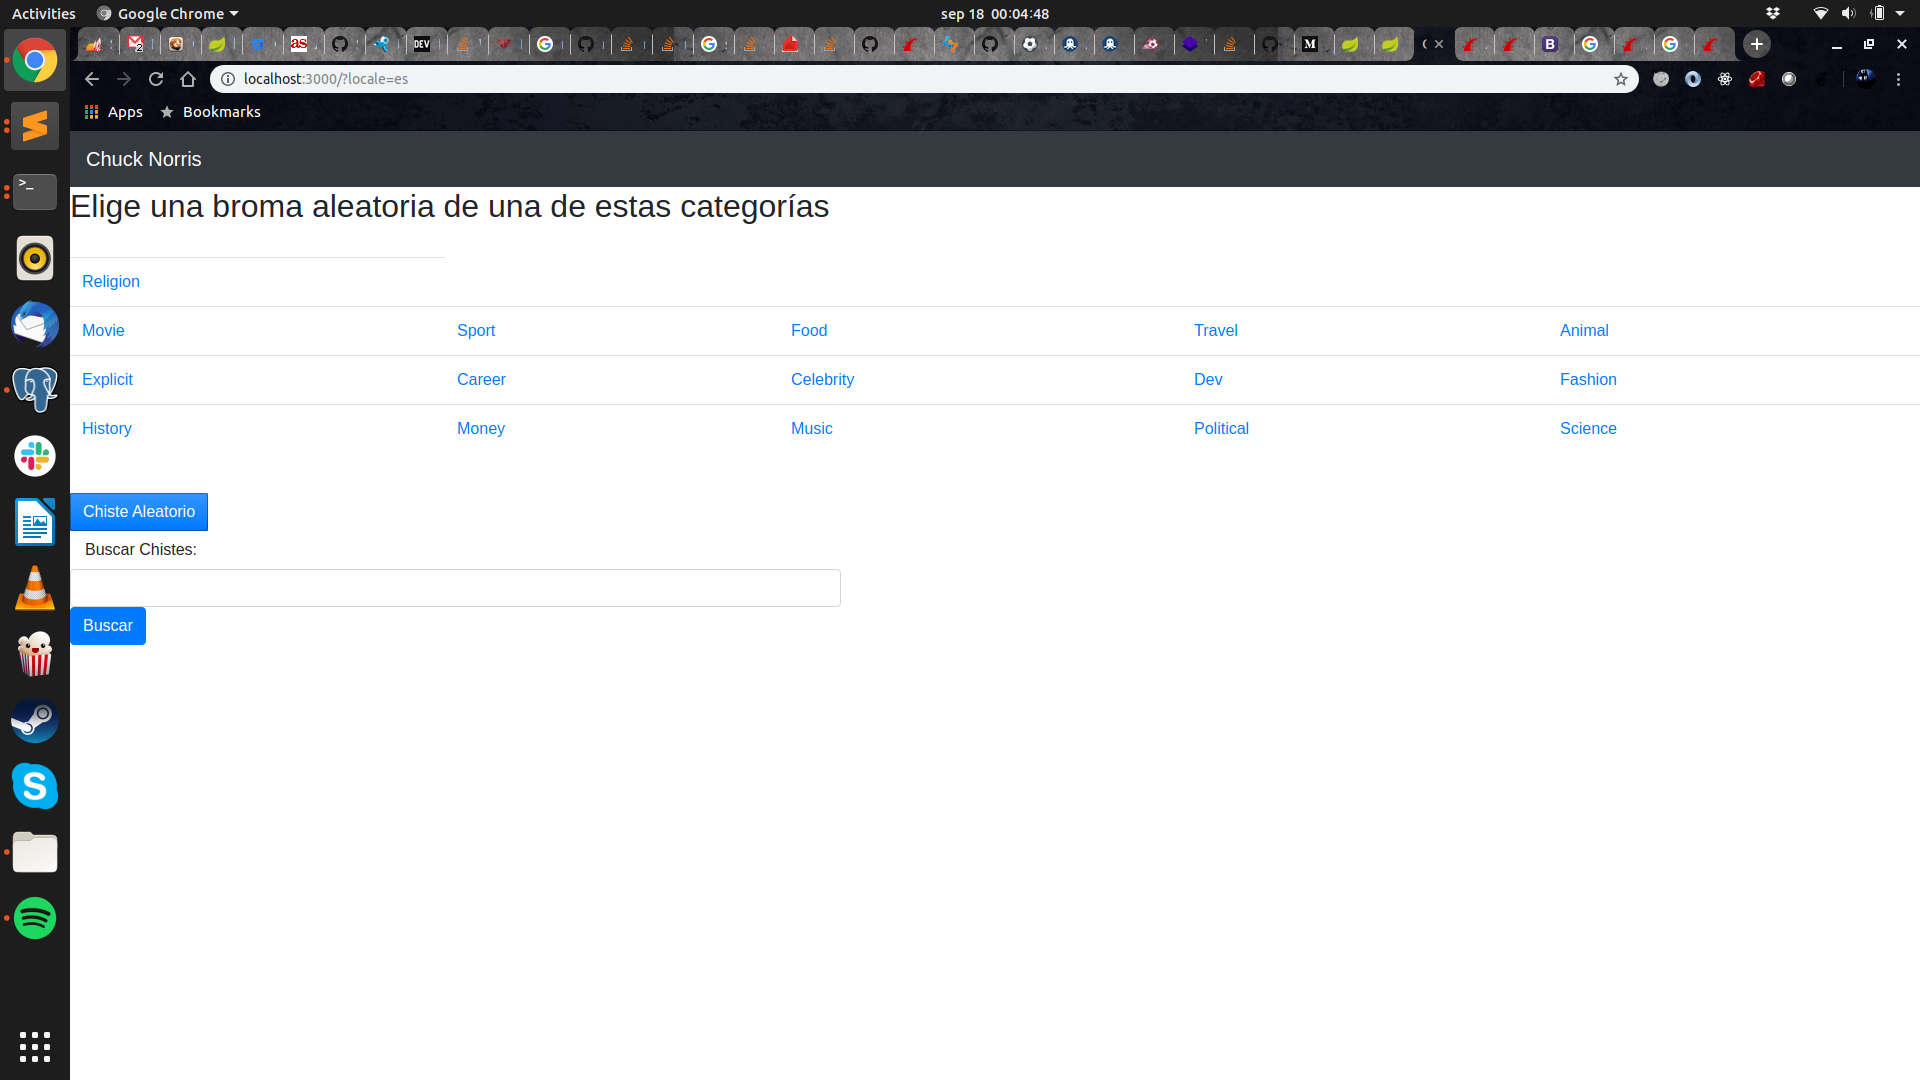 Activities Google Chrome sep 18 00:04:48
localhost:3000/?locale=es
Apps Bookmarks
Chuck Norris
Elige una broma aleatoria de una de estas categorías
Religion
Movie Sport Food Travel Animal
Explicit Career Celebrity Dev Fashion
History Money Music Political Science
Chiste Aleatorio
Buscar Chistes:
Buscar